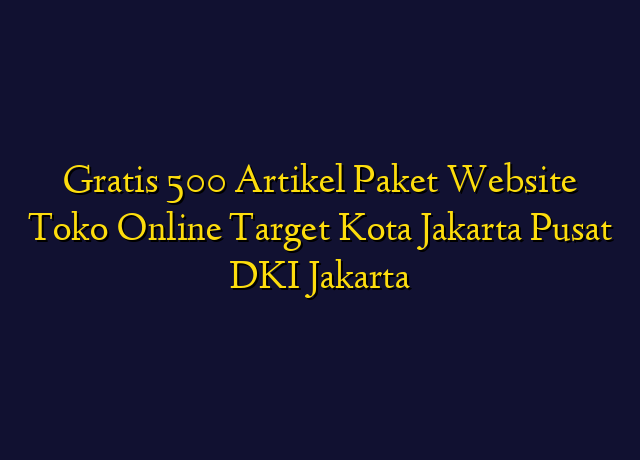 Gratis 500 Artikel Paket Website
Toko Online Target Kota Jakarta Pusat
DKI Jakarta